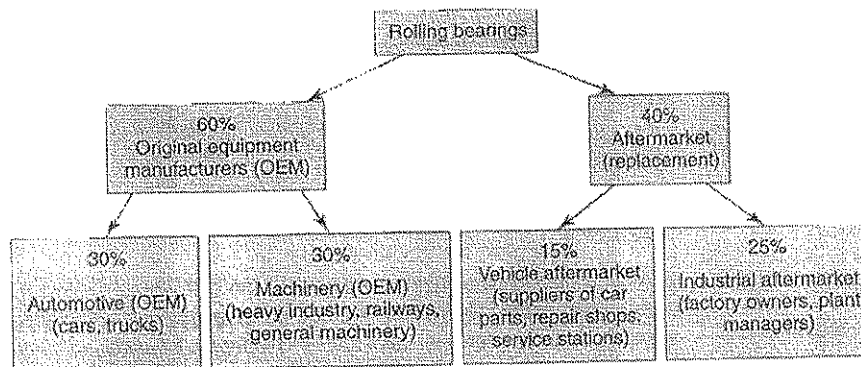 Rolling bearings
60%
Original equipment
manufacturers (OEM)
40%
Aftermarket
(replacement)
30%
Automotive (OEM)
(cars, trucks)
30%
Machinery (OEM)
(heavy industry, railways,
general machinery)
15%
Vehicle aftermarket
(suppliers of car
parts, repair shops,
service stations)
25%
Industrial aftermarket
(factory owners, plant
managers)